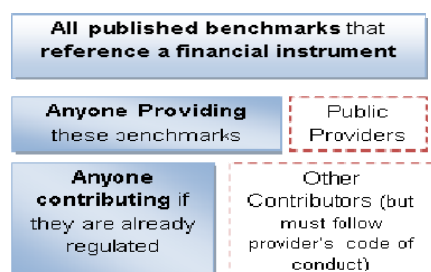 All published benchmarks that
reference a financial instrument
Anyone Providing
these benchmarks
Public
Providers
Anyone
contributing if
they are already
regulated
Other
Contributors (but
must follow
provider's code of
conduct)